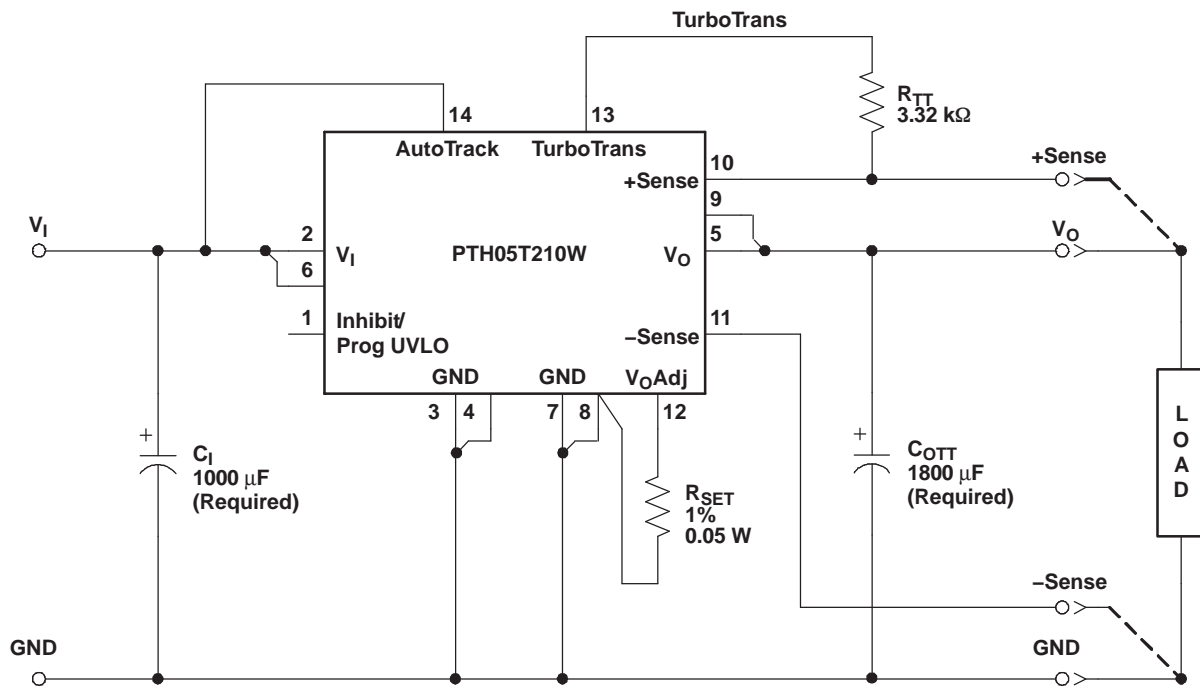 TurboTrans
R_TT
3.32 kΩ
14
13
AutoTrack
TurboTrans
10
+Sense
+Sense
9
V_I
2
V_I
PTH05T210W
5
V_O
V_O
6
1
Inhibit/
Prog UVLO
11
−Sense
GND
GND
V_OAdj
3
4
7
8
12
+
C_I
1000 μF
(Required)
R_SET
1%
0.05 W
+
C_OTT
1800 μF
(Required)
L
O
A
D
−Sense
GND
GND